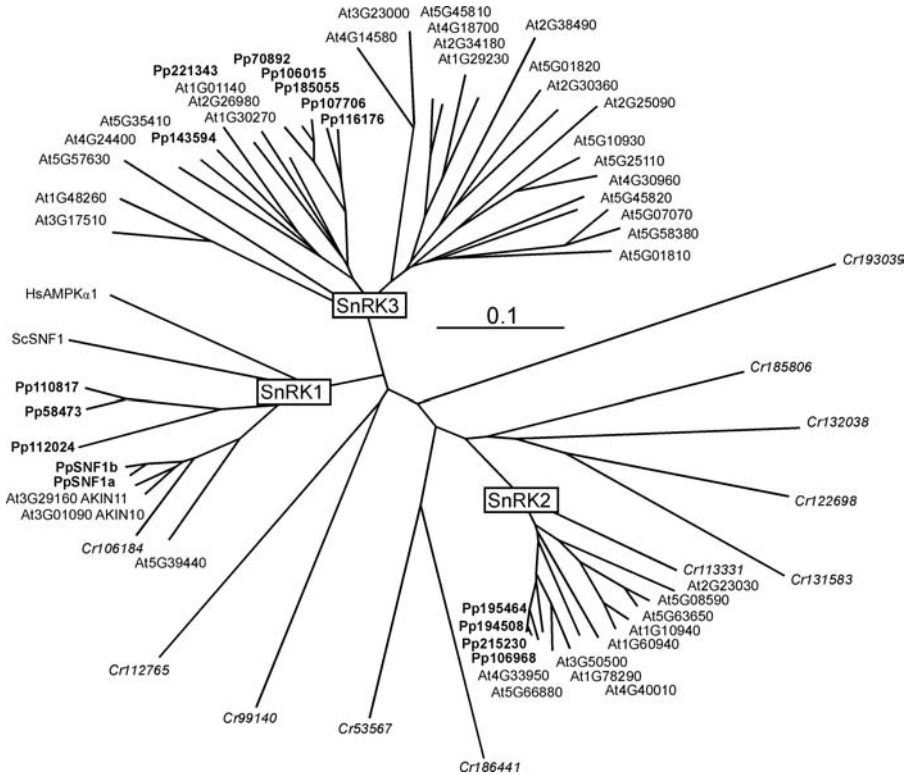 At3G23000
At4G14580
At5G45810
At4G18700
At2G34180
At1G29230
At2G38490
Pp70892
Pp221343
Pp106015
At1G01140
Pp185055
At2G26980
Pp107706
At1G30270
Pp116176
At5G35410
At4G24400
Pp143594
At5G57630
At5G01820
At2G30360
At2G25090
At5G10930
At5G25110
At4G30960
At5G45820
At5G07070
At5G58380
At5G01810
At1G48260
At3G17510
Cr193039
HsAMPKα1
SnRK3
0.1
ScSNF1
SnRK1
Cr185806
Pp110817
Pp58473
Cr132038
Pp112024
PpSNF1b
PpSNF1a
At3G29160 AKIN11
At3G01090 AKIN10
Cr106184
At5G39440
SnRK2
Cr122698
Cr113331
Cr131583
At2G23030
At5G08590
At5G63650
At1G10940
At1G60940
Pp195464
Pp194508
Pp215230
Pp106968
At4G33950
At5G66880
At3G50500
At1G78290
At4G40010
Cr112765
Cr99140
Cr53567
Cr186441